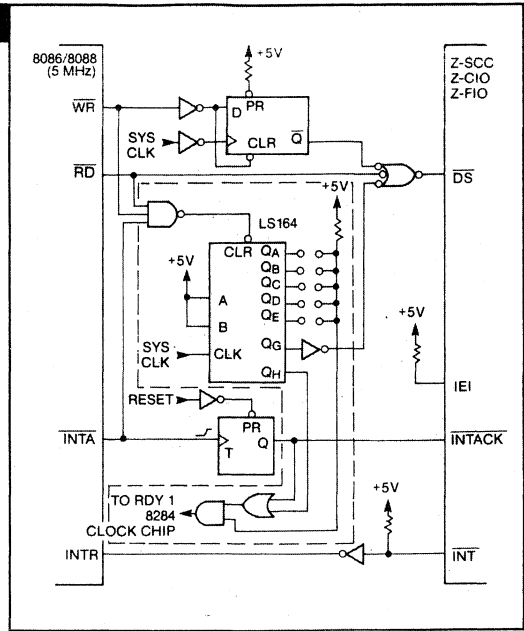 8086/8088
(5 MHz)
+5V
Z-SCC
Z-CIO
Z-FIO
WR
D
PR
SYS
CLK
CLR
Q
RD
DS
+5V
LS164
CLR
+5V
A
B
SYS
CLK
CLK
QA
QB
QC
QD
QE
QG
QH
+5V
IEI
RESET
PR
INTA
T
Q
INTACK
TO RDY 1
8284
CLOCK CHIP
+5V
INTR
INT